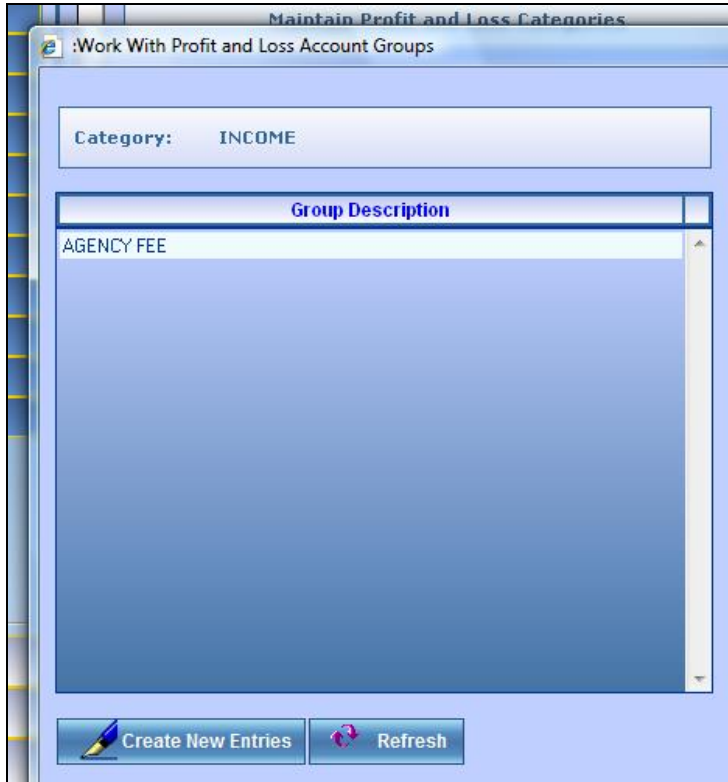 Maintain Profit and Loss Categories
:Work With Profit and Loss Account Groups
Category: INCOME
Group Description
AGENCY FEE
Create New Entries Refresh